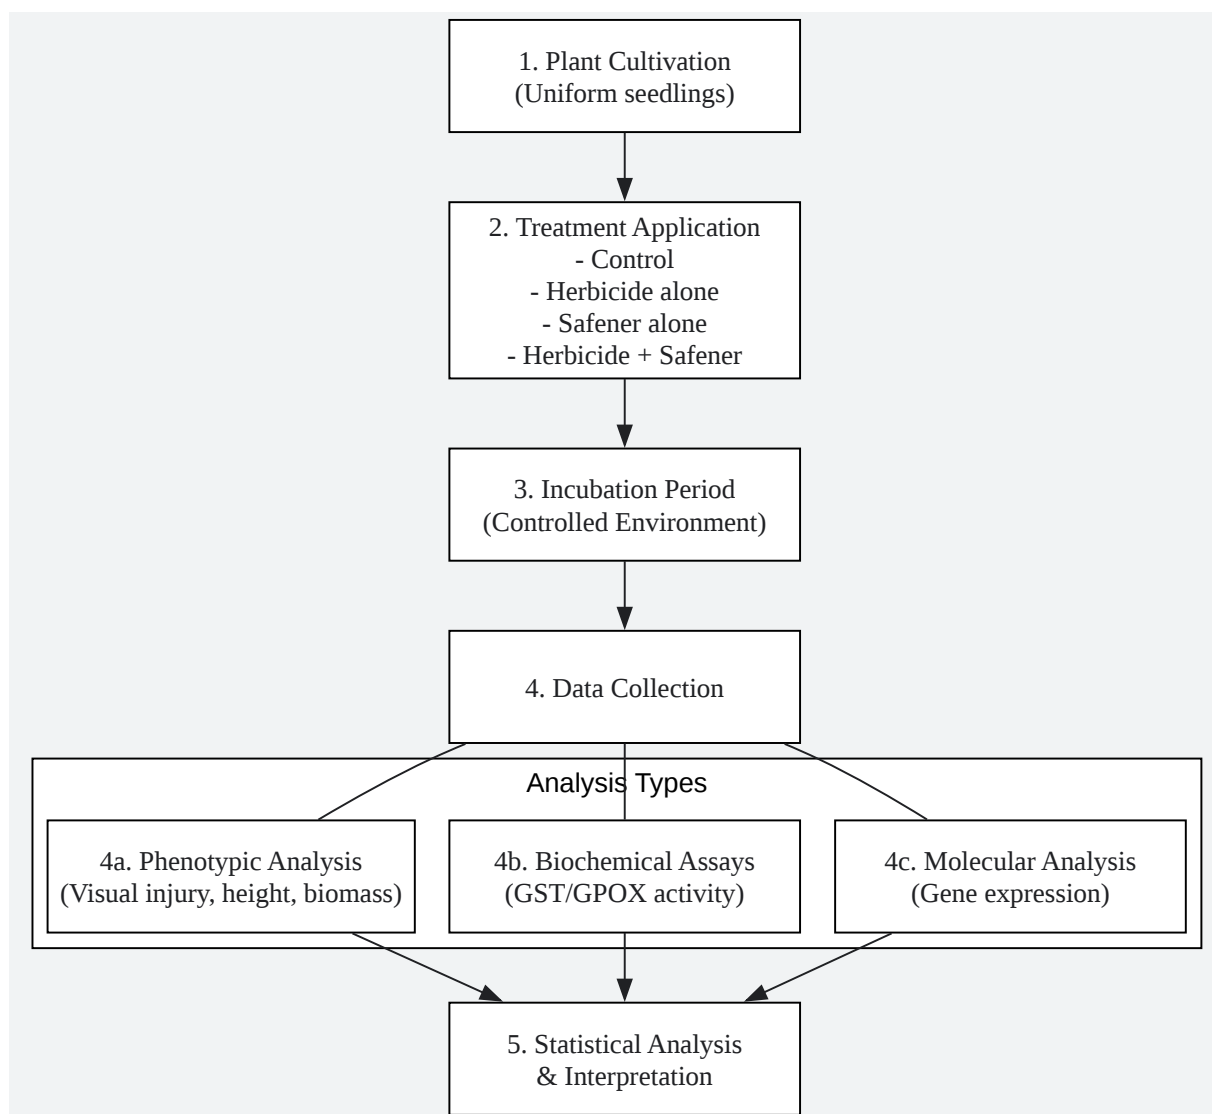 1. Plant Cultivation
(Uniform seedlings)
2. Treatment Application
- Control
- Herbicide alone
- Safener alone
- Herbicide + Safener
3. Incubation Period
(Controlled Environment)
4. Data Collection
Analysis Types
4a. Phenotypic Analysis
(Visual injury, height, biomass)
4b. Biochemical Assays
(GST/GPOX activity)
4c. Molecular Analysis
(Gene expression)
5. Statistical Analysis
& Interpretation